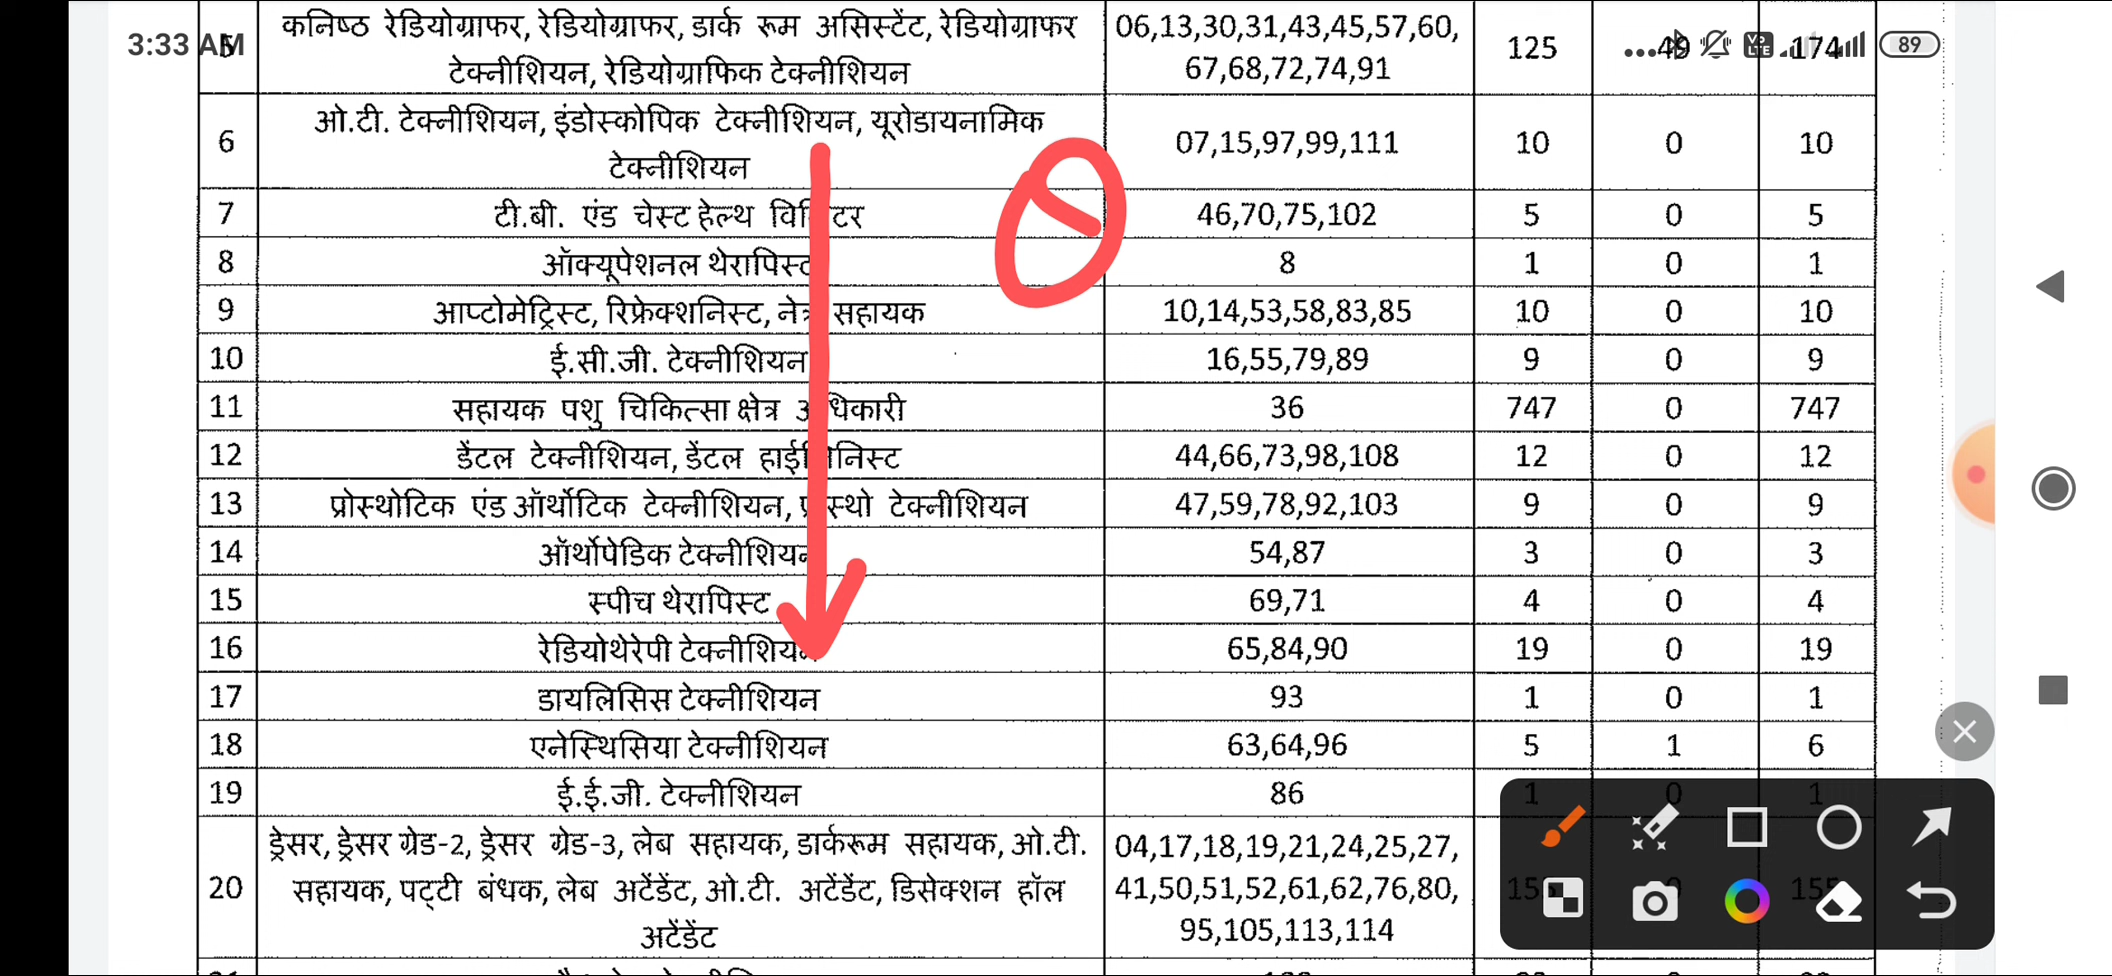 3:33 AM
89
5 कनिष्ठ रेडियोग्राफर, रेडियोग्राफर, डार्क रूम असिस्टेंट, रेडियोग्राफर 06,13,30,31,43,45,57,60, 125 49 174
टेक्नीशियन, रेडियोग्राफिक टेक्नीशियन 67,68,72,74,91
6 ओ.टी. टेक्नीशियन, इंडोस्कोपिक टेक्नीशियन, यूरोडायनामिक 07,15,97,99,111 10 0 10
टेक्नीशियन
7 टी.बी. एंड चेस्ट हेल्थ 46,70,75,102 5 0 5
8 ऑक्यूपेशनल थेरापिस्ट 8 1 0 1
9 आप्टोमेट्रिस्ट, रिफ्रेक्शनिस्ट, नेत्र सहायक 10,14,53,58,83,85 10 0 10
10 ई.सी.जी. टेक्नीशियन 16,55,79,89 9 0 9
11 सहायक पशु चिकित्सा क्षेत्र अधिकारी 36 747 0 747
12 डेंटल टेक्नीशियन, डेंटल 44,66,73,98,108 12 0 12
13 प्रोस्थोटिक एंड ऑर्थोटिक टेक्नीशियन, प्रोस्थो टेक्नीशियन 47,59,78,92,103 9 0 9
14 ऑर्थोपेडिक टेक्नीशियन 54,87 3 0 3
15 स्पीच थेरापिस्ट 69,71 4 0 4
16 रेडियोथेरेपी टेक्नीशियन 65,84,90 19 0 19
17 डायलिसिस टेक्नीशियन 93 1 0 1
18 एनेस्थिसिया टेक्नीशियन 63,64,96 5 1 6
19 ई.ई.जी. टेक्नीशियन 86 1 0 1
20 ड्रेसर, ड्रेसर ग्रेड-2, ड्रेसर ग्रेड-3, लेब सहायक, डार्करूम सहायक, ओ.टी. 04,17,18,19,21,24,25,27,
सहायक, पट्टी बंधक, लेब अटेंडेंट, ओ.टी. अटेंडेंट, डिसेक्शन हॉल 41,50,51,52,61,62,76,80,
अटेंडेंट 95,105,113,114